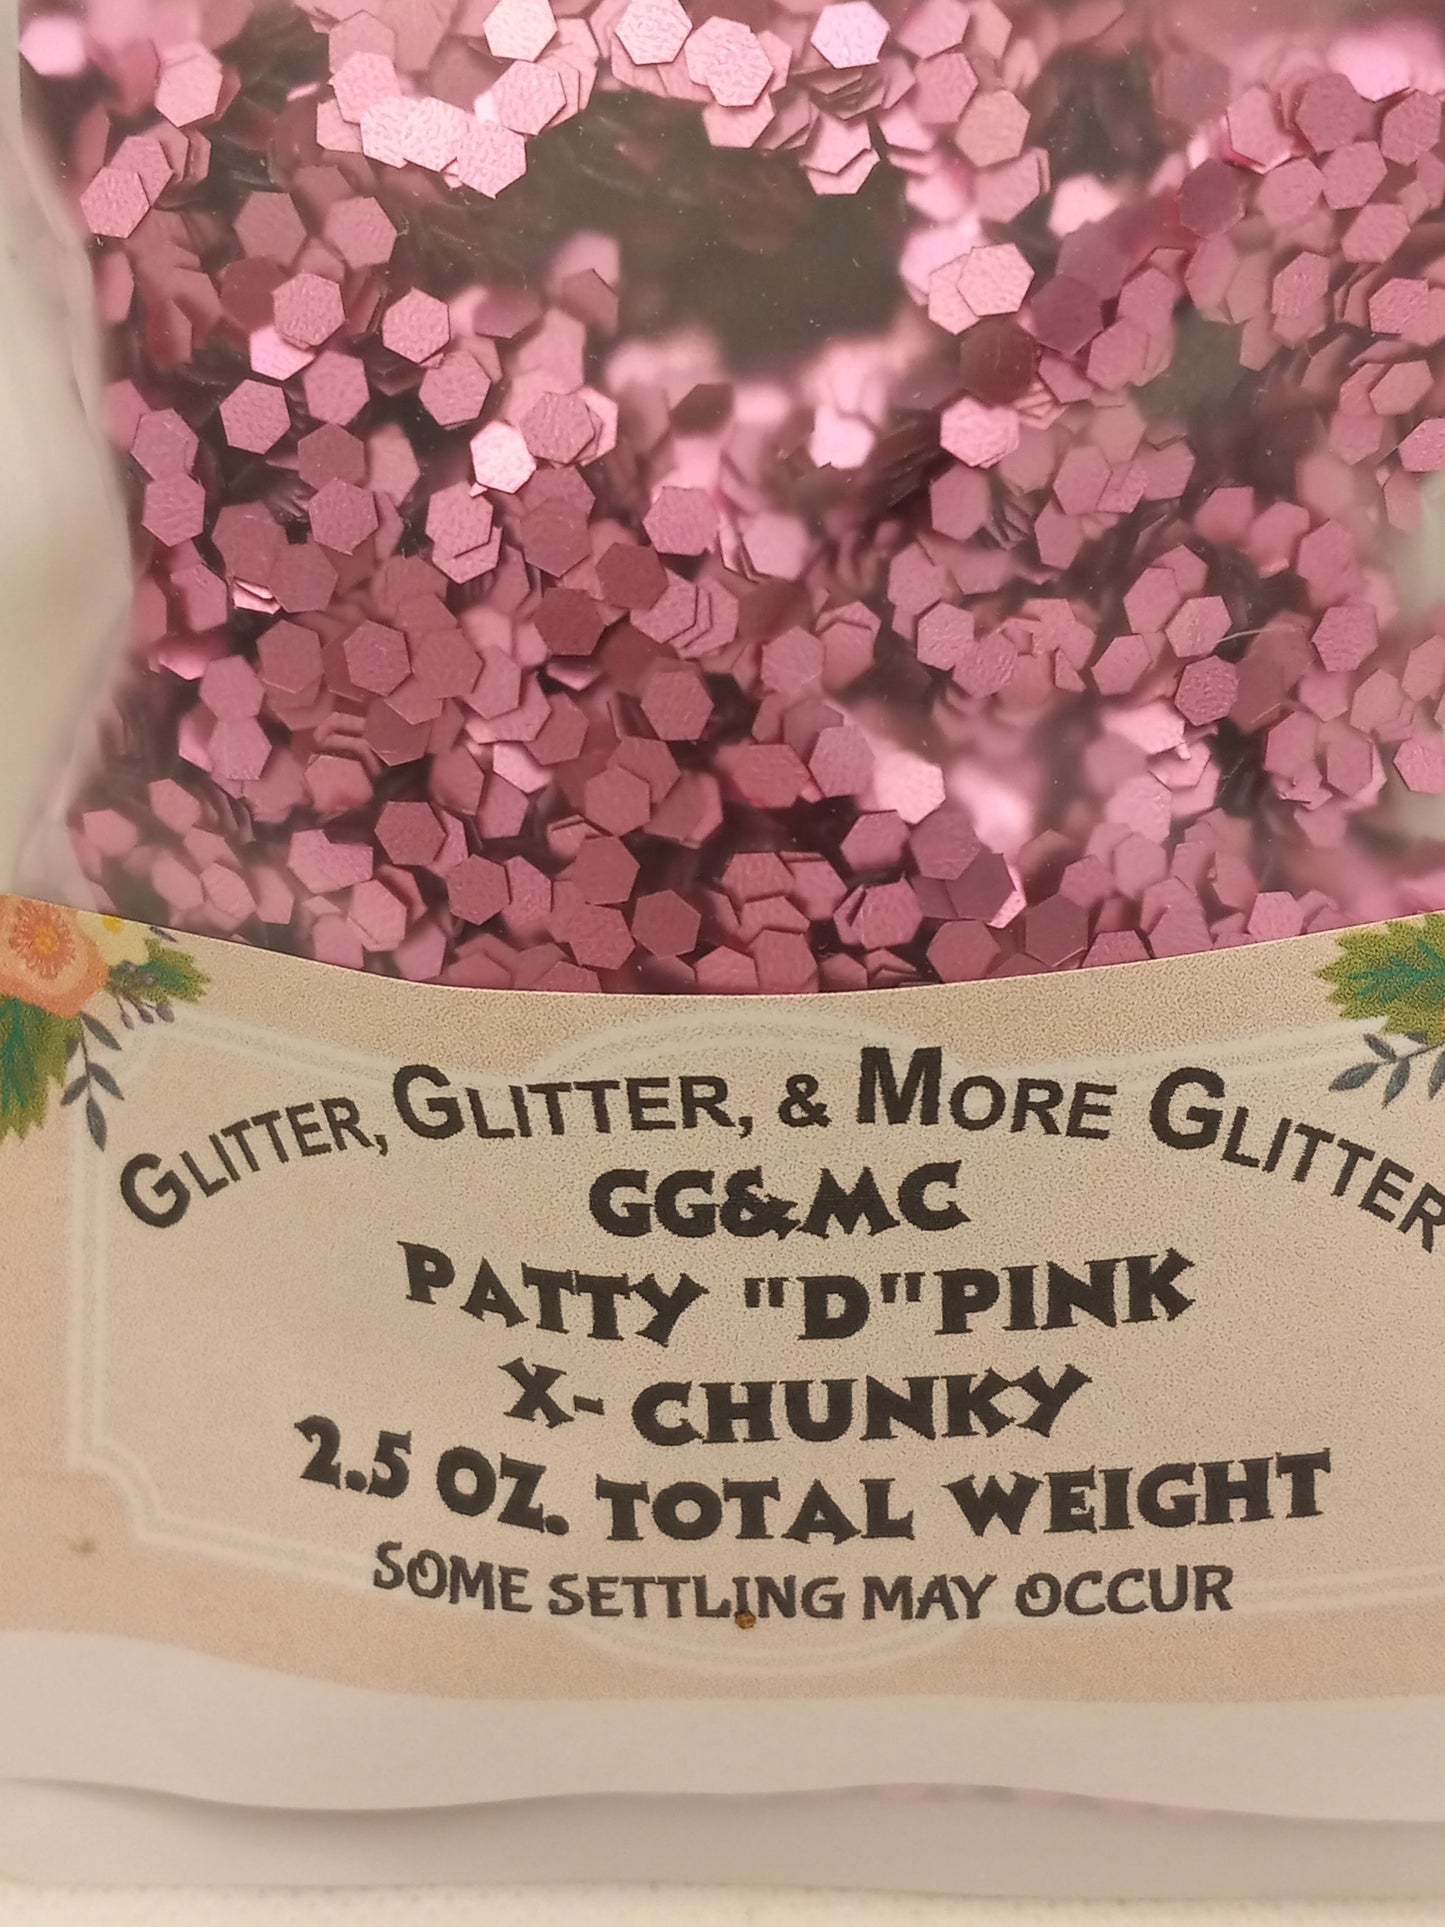 GLITTER, GLITTER, & MORE GLITTER
GG&MC
PATTY "D"PINK
X- CHUNKY
2.5 OZ. TOTAL WEIGHT
SOME SETTLING MAY OCCUR